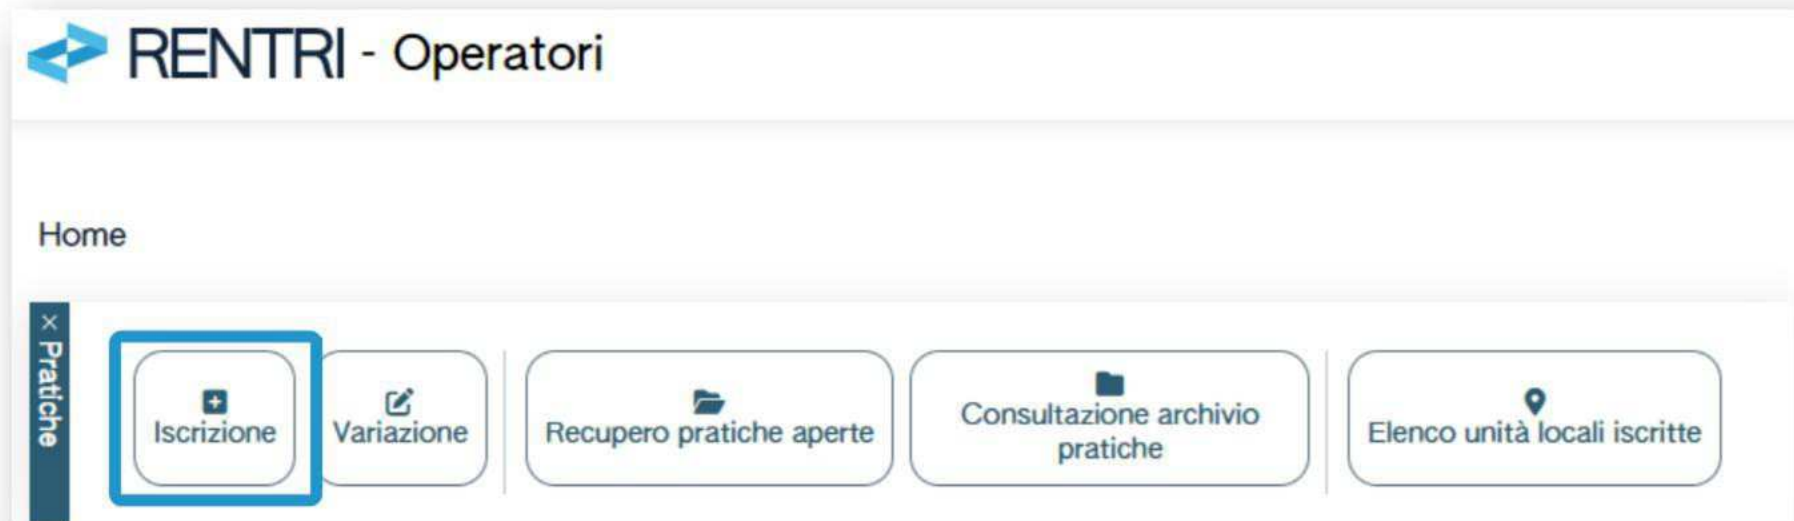 RENTRI - Operatori
Home
× Pratiche
Iscrizione
Variazione
Recupero pratiche aperte
Consultazione archivio
pratiche
Elenco unità locali iscritte